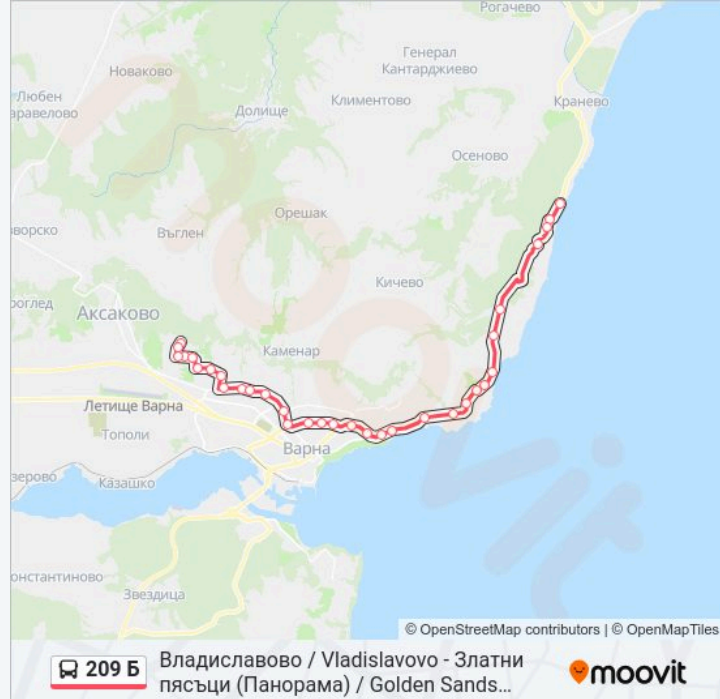 Рогачево
Генерал
Кантарджиево
Новаково
Любен
аравелово
Долище
Климентово
Кранево
Осеново
Орешак
ворско
Въглен
Кичево
роглед
Аксаково
Каменар
Летище Варна
Тополи
Варна
зерово
Казашко
онстантиново
Звездица
moovit
© OpenStreetMap contributors | © OpenMapTiles
209 Б
Владиславово / Vladislavovo - Златни
пясъци (Панорама) / Golden Sands...
moovit